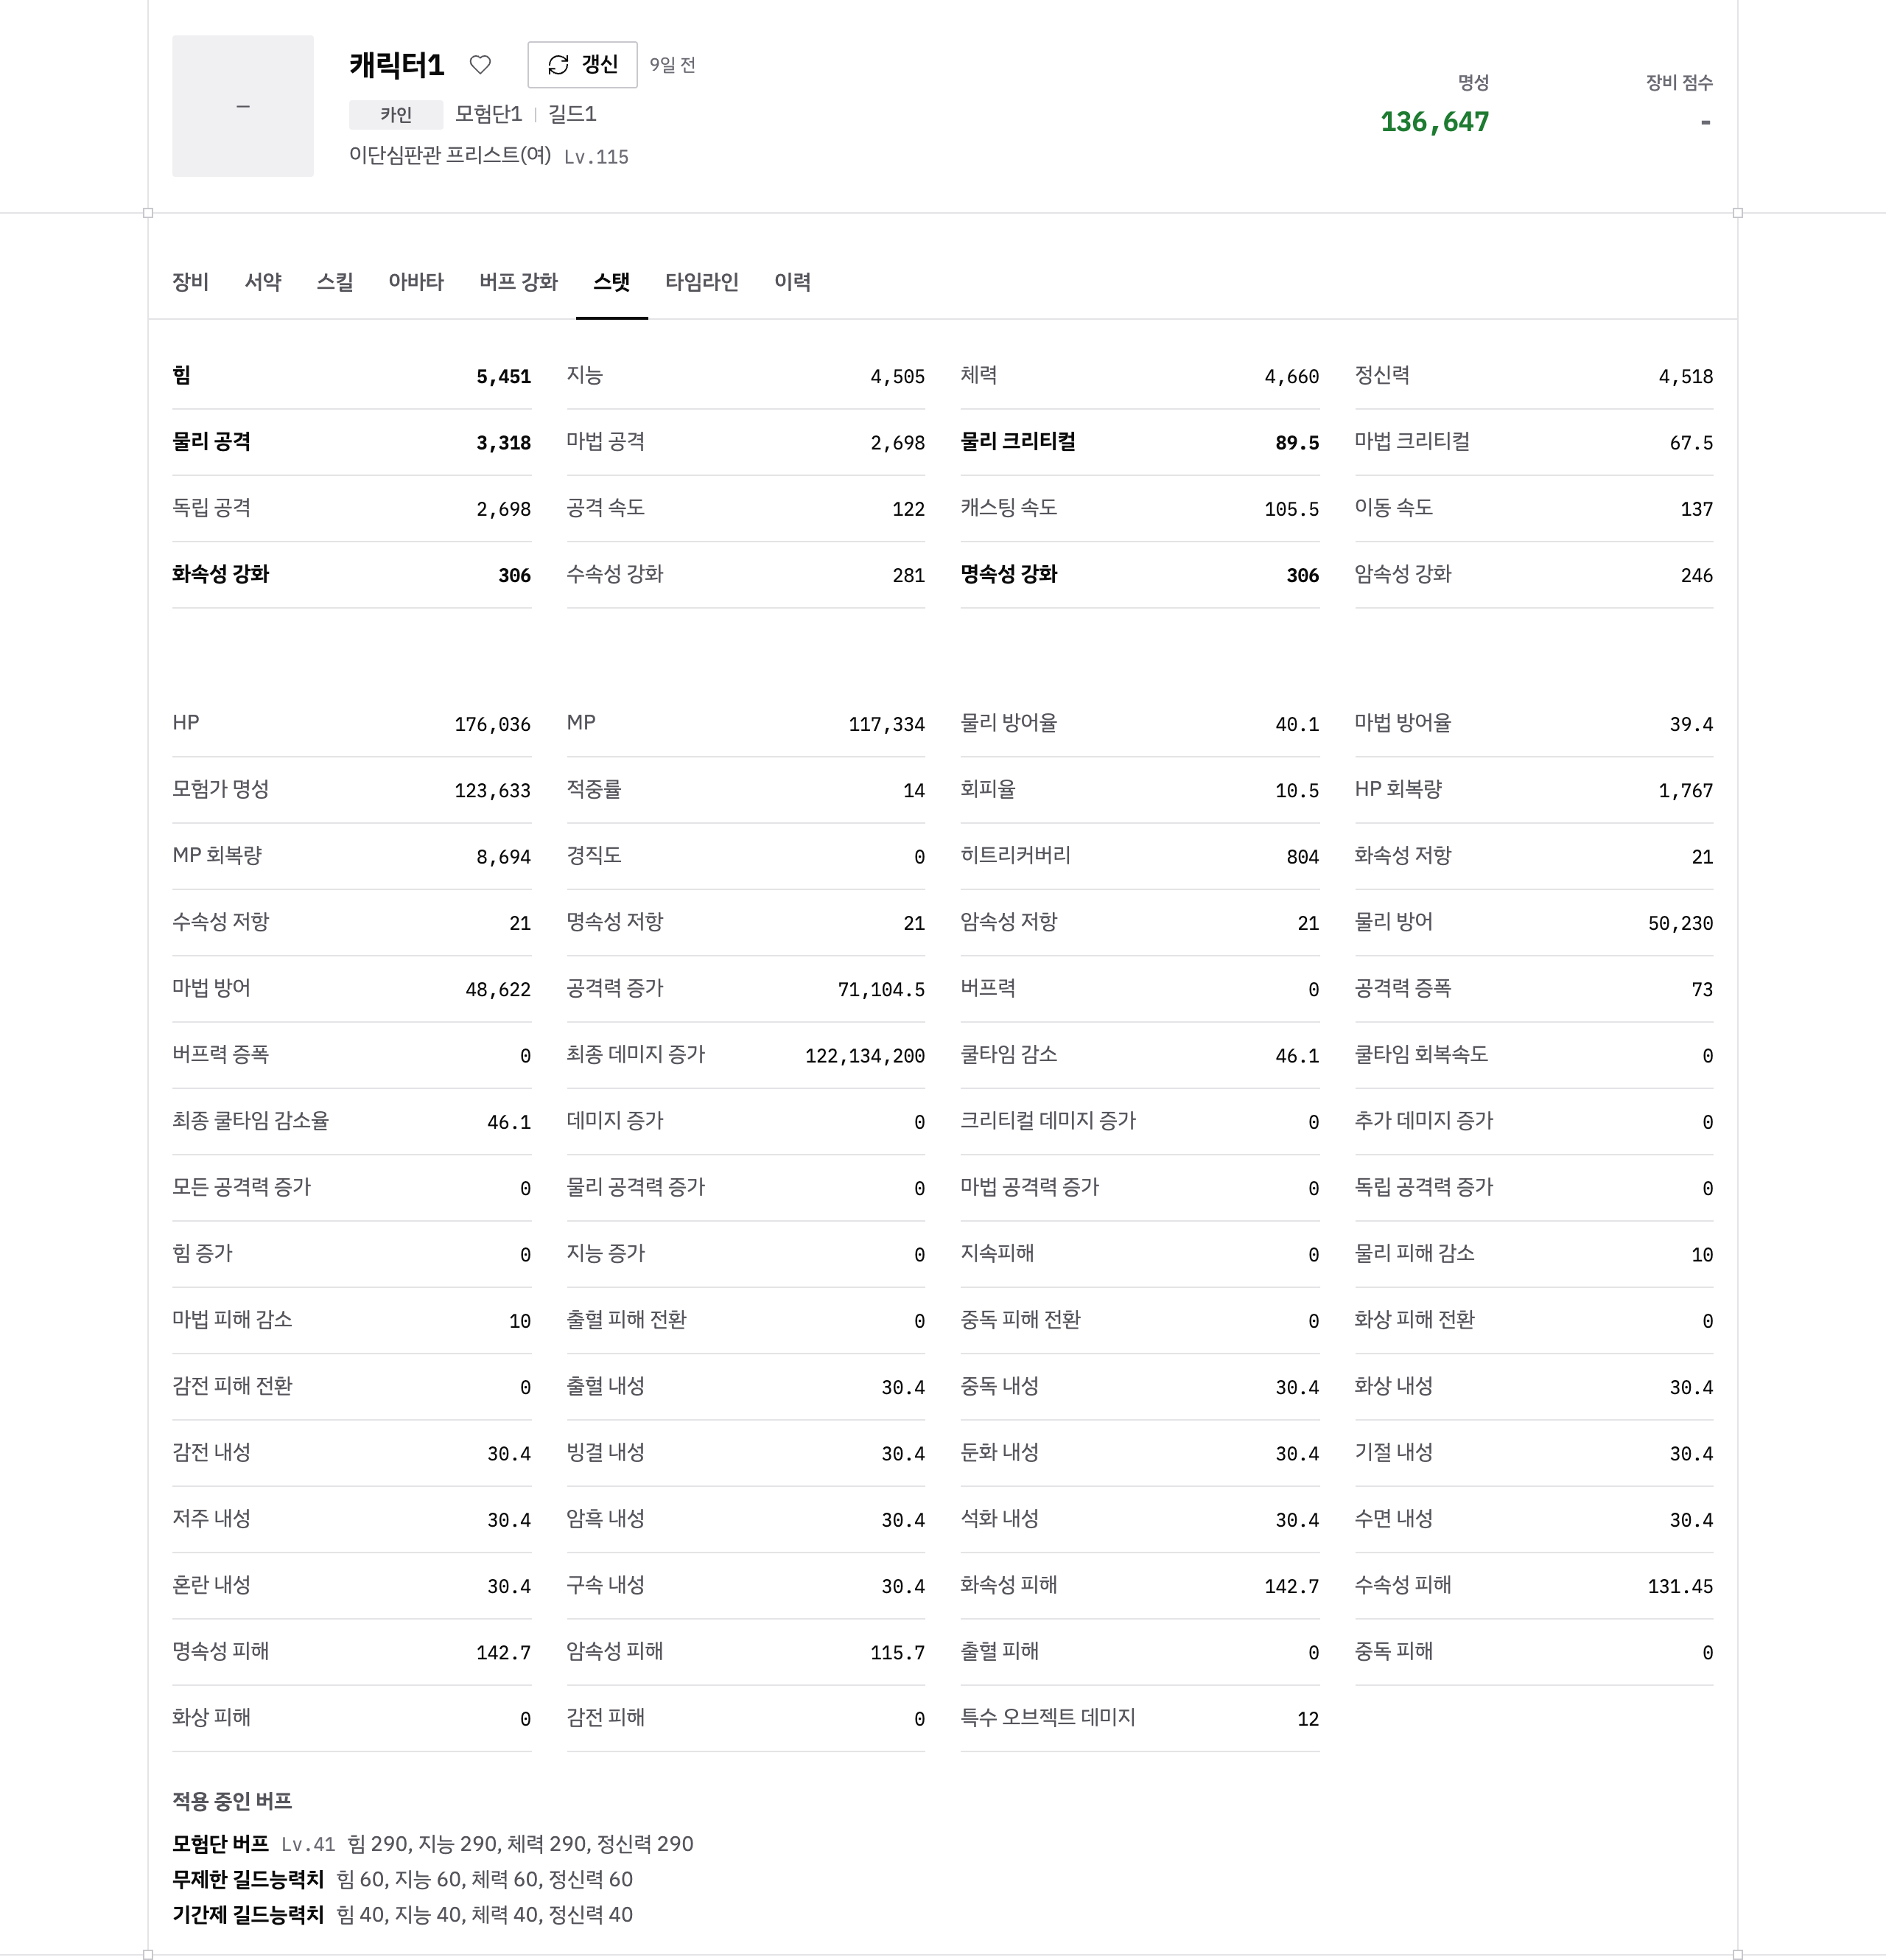 —
캐릭터1 갱신 9일 전
카인 모험단1 길드1
이단심판관 프리스트(여) Lv.115
명성 장비 점수
136,647 -
장비 서약 스킬 아바타 버프 강화 스탯 타임라인 이력
힘 5,451 지능 4,505 체력 4,660 정신력 4,518
물리 공격 3,318 마법 공격 2,698 물리 크리티컬 89.5 마법 크리티컬 67.5
독립 공격 2,698 공격 속도 122 캐스팅 속도 105.5 이동 속도 137
화속성 강화 306 수속성 강화 281 명속성 강화 306 암속성 강화 246
HP 176,036 MP 117,334 물리 방어율 40.1 마법 방어율 39.4
모험가 명성 123,633 적중률 14 회피율 10.5 HP 회복량 1,767
MP 회복량 8,694 경직도 0 히트리커버리 804 화속성 저항 21
수속성 저항 21 명속성 저항 21 암속성 저항 21 물리 방어 50,230
마법 방어 48,622 공격력 증가 71,104.5 버프력 0 공격력 증폭 73
버프력 증폭 0 최종 데미지 증가 122,134,200 쿨타임 감소 46.1 쿨타임 회복속도 0
최종 쿨타임 감소율 46.1 데미지 증가 0 크리티컬 데미지 증가 0 추가 데미지 증가 0
모든 공격력 증가 0 물리 공격력 증가 0 마법 공격력 증가 0 독립 공격력 증가 0
힘 증가 0 지능 증가 0 지속피해 0 물리 피해 감소 10
마법 피해 감소 10 출혈 피해 전환 0 중독 피해 전환 0 화상 피해 전환 0
감전 피해 전환 0 출혈 내성 30.4 중독 내성 30.4 화상 내성 30.4
감전 내성 30.4 빙결 내성 30.4 둔화 내성 30.4 기절 내성 30.4
저주 내성 30.4 암흑 내성 30.4 석화 내성 30.4 수면 내성 30.4
혼란 내성 30.4 구속 내성 30.4 화속성 피해 142.7 수속성 피해 131.45
명속성 피해 142.7 암속성 피해 115.7 출혈 피해 0 중독 피해 0
화상 피해 0 감전 피해 0 특수 오브젝트 데미지 12
적용 중인 버프
모험단 버프 Lv.41 힘 290, 지능 290, 체력 290, 정신력 290
무제한 길드능력치 힘 60, 지능 60, 체력 60, 정신력 60
기간제 길드능력치 힘 40, 지능 40, 체력 40, 정신력 40